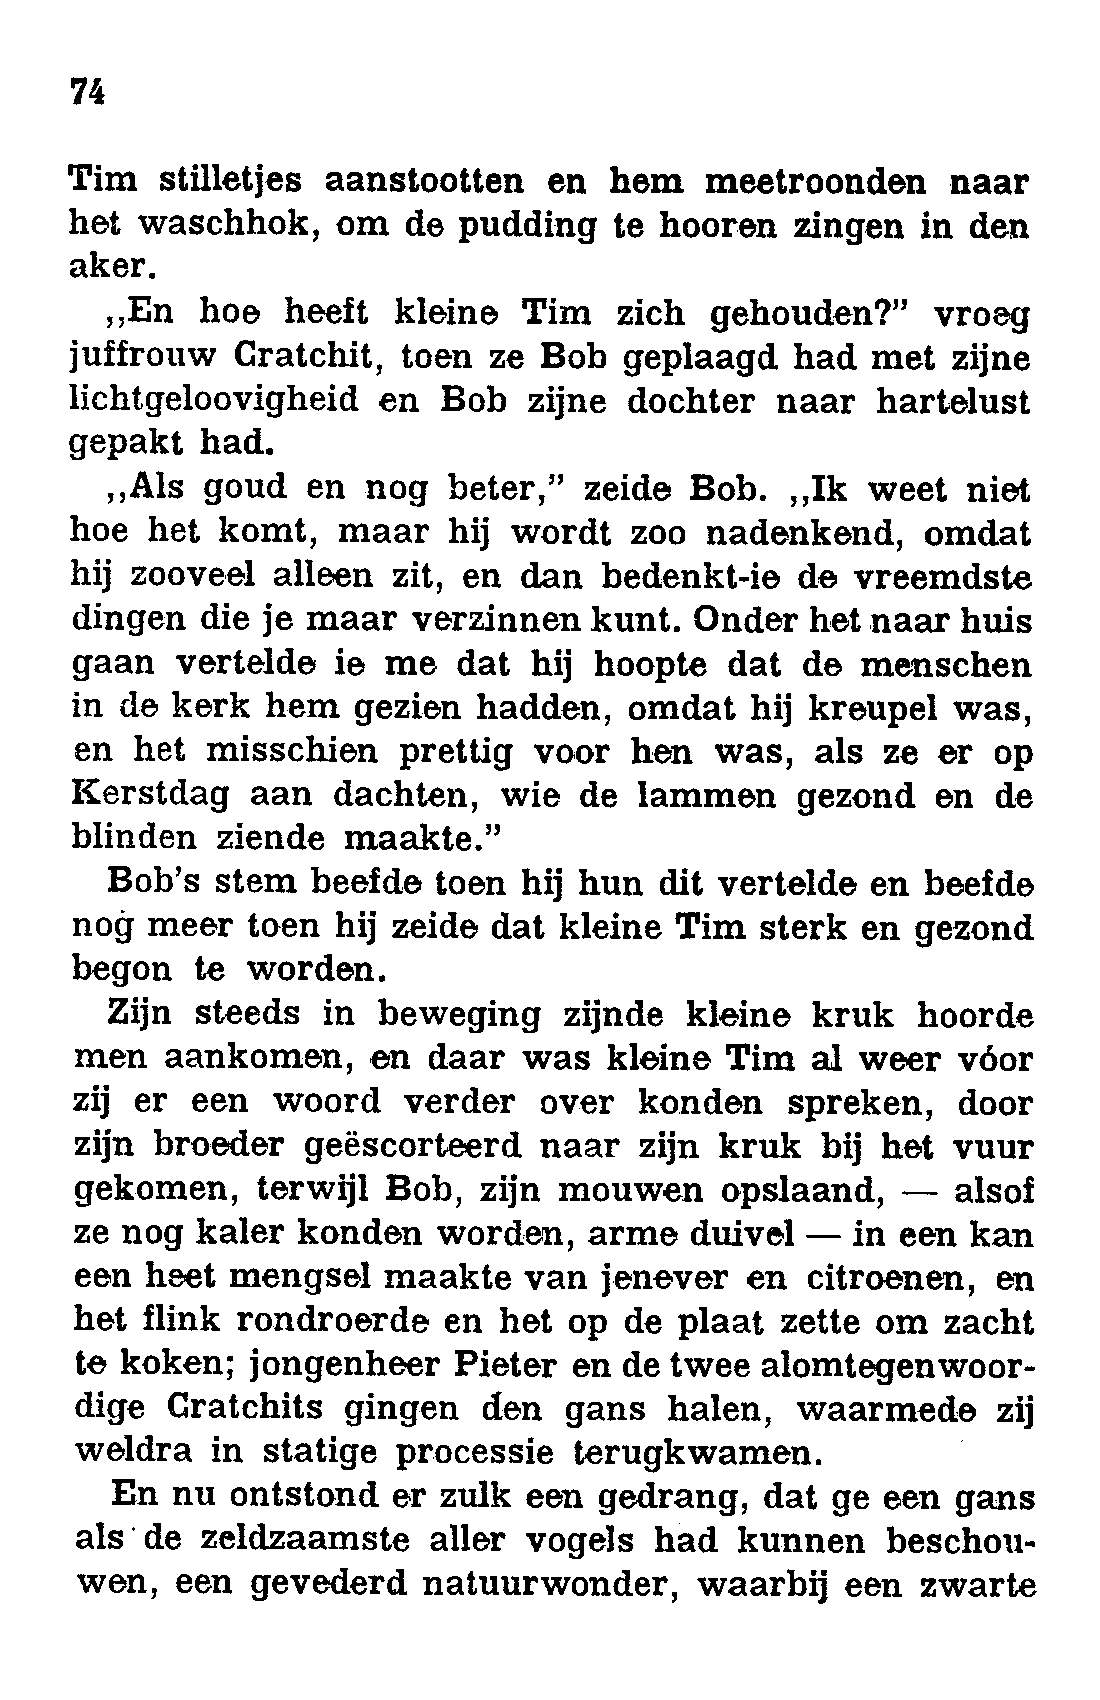 74
Tim stilletjes aanstootten en hem meetroonden naar
het waschhok, om de pudding te hooren zingen in den
aker.
,,En hoe heeft kleine Tim zich gehouden?” vroeg
juffrouw Cratchit, toen ze Bob geplaagd had met zijne
lichtgeloovigheid en Bob zijne dochter naar hartelust
gepakt had.
,,Als goud en nog beter,” zeide Bob. ,,Ik weet niet
hoe het komt, maar hij wordt zoo nadenkend, omdat
hij zooveel alleen zit, en dan bedenkt-ie de vreemdste
dingen die je maar verzinnen kunt. Onder het naar huis
gaan vertelde ie me dat hij hoopte dat de menschen
in de kerk hem gezien hadden, omdat hij kreupel was,
en het misschien prettig voor hen was, als ze er op
Kerstdag aan dachten, wie de lammen gezond en de
blinden ziende maakte.”
Bob’s stem beefde toen hij hun dit vertelde en beefde
nog meer toen hij zeide dat kleine Tim sterk en gezond
begon te worden.
Zijn steeds in beweging zijnde kleine kruk hoorde
men aankomen, en daar was kleine Tim al weer vóor
zij er een woord verder over konden spreken, door
zijn broeder geëscorteerd naar zijn kruk bij het vuur
gekomen, terwijl Bob, zijn mouwen opslaand, — alsof
ze nog kaler konden worden, arme duivel — in een kan
een heet mengsel maakte van jenever en citroenen, en
het flink rondroerde en het op de plaat zette om zacht
te koken; jongenheer Pieter en de twee alomtegenwoor-
dige Cratchits gingen den gans halen, waarmede zij
weldra in statige processie terugkwamen.
En nu ontstond er zulk een gedrang, dat ge een gans
als de zeldzaamste aller vogels had kunnen beschou-
wen, een gevederd natuurwonder, waarbij een zwarte